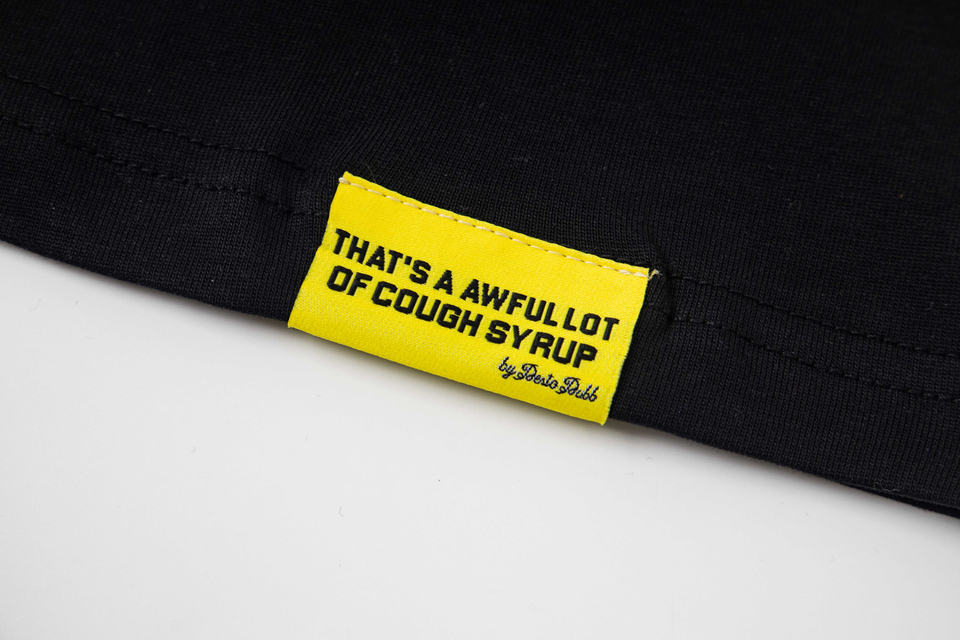 THAT'S A AWFUL LOT
OF COUGH SYRUP
by Desto Dubb